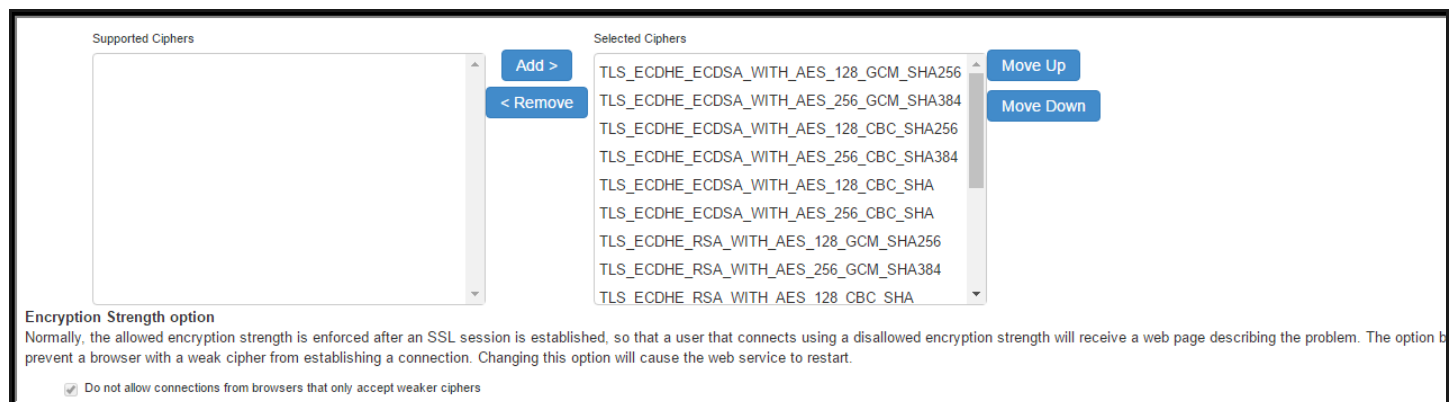 Supported Ciphers
Selected Ciphers
Add >
< Remove
TLS_ECDHE_ECDSA_WITH_AES_128_GCM_SHA256
TLS_ECDHE_ECDSA_WITH_AES_256_GCM_SHA384
TLS_ECDHE_ECDSA_WITH_AES_128_CBC_SHA256
TLS_ECDHE_ECDSA_WITH_AES_256_CBC_SHA384
TLS_ECDHE_ECDSA_WITH_AES_128_CBC_SHA
TLS_ECDHE_ECDSA_WITH_AES_256_CBC_SHA
TLS_ECDHE_RSA_WITH_AES_128_GCM_SHA256
TLS_ECDHE_RSA_WITH_AES_256_GCM_SHA384
TLS_ECDHE_RSA_WITH_AES_128_CBC_SHA
Move Up
Move Down
Encryption Strength option
Normally, the allowed encryption strength is enforced after an SSL session is established, so that a user that connects using a disallowed encryption strength will receive a web page describing the problem. The option b
prevent a browser with a weak cipher from establishing a connection. Changing this option will cause the web service to restart.
Do not allow connections from browsers that only accept weaker ciphers